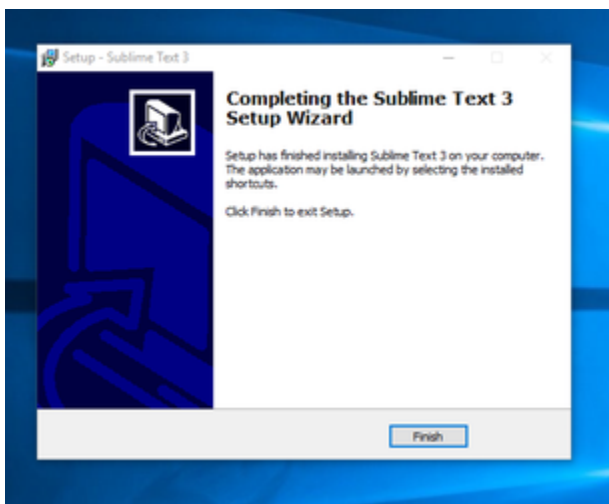 Setup - Sublime Text 3
Completing the Sublime Text 3
Setup Wizard
Setup has finished installing Sublime Text 3 on your computer.
The application may be launched by selecting the installed
shortcuts.
Click Finish to exit Setup.
Finish